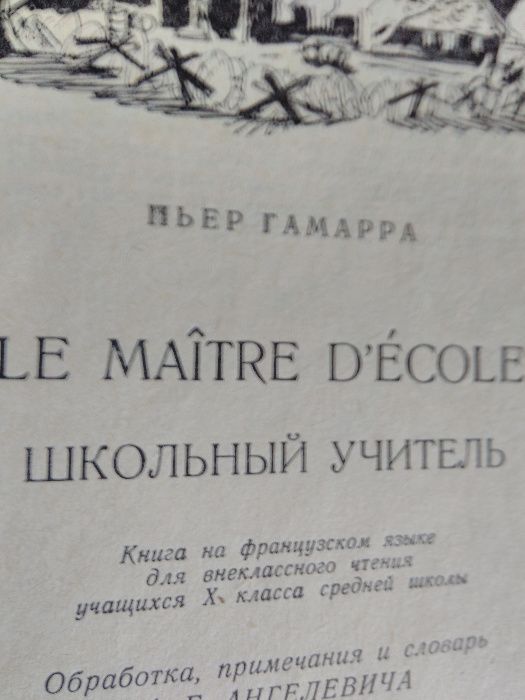 ПЬЕР ГАМАРРА
LE MAÎTRE D'ÉCOLE
ШКОЛЬНЫЙ УЧИТЕЛЬ
Книга на французском языке
для внеклассного чтения
учащихся X класса средней школы
Обработка, примечания и словарь
Е. АНГЕЛЕВИЧА